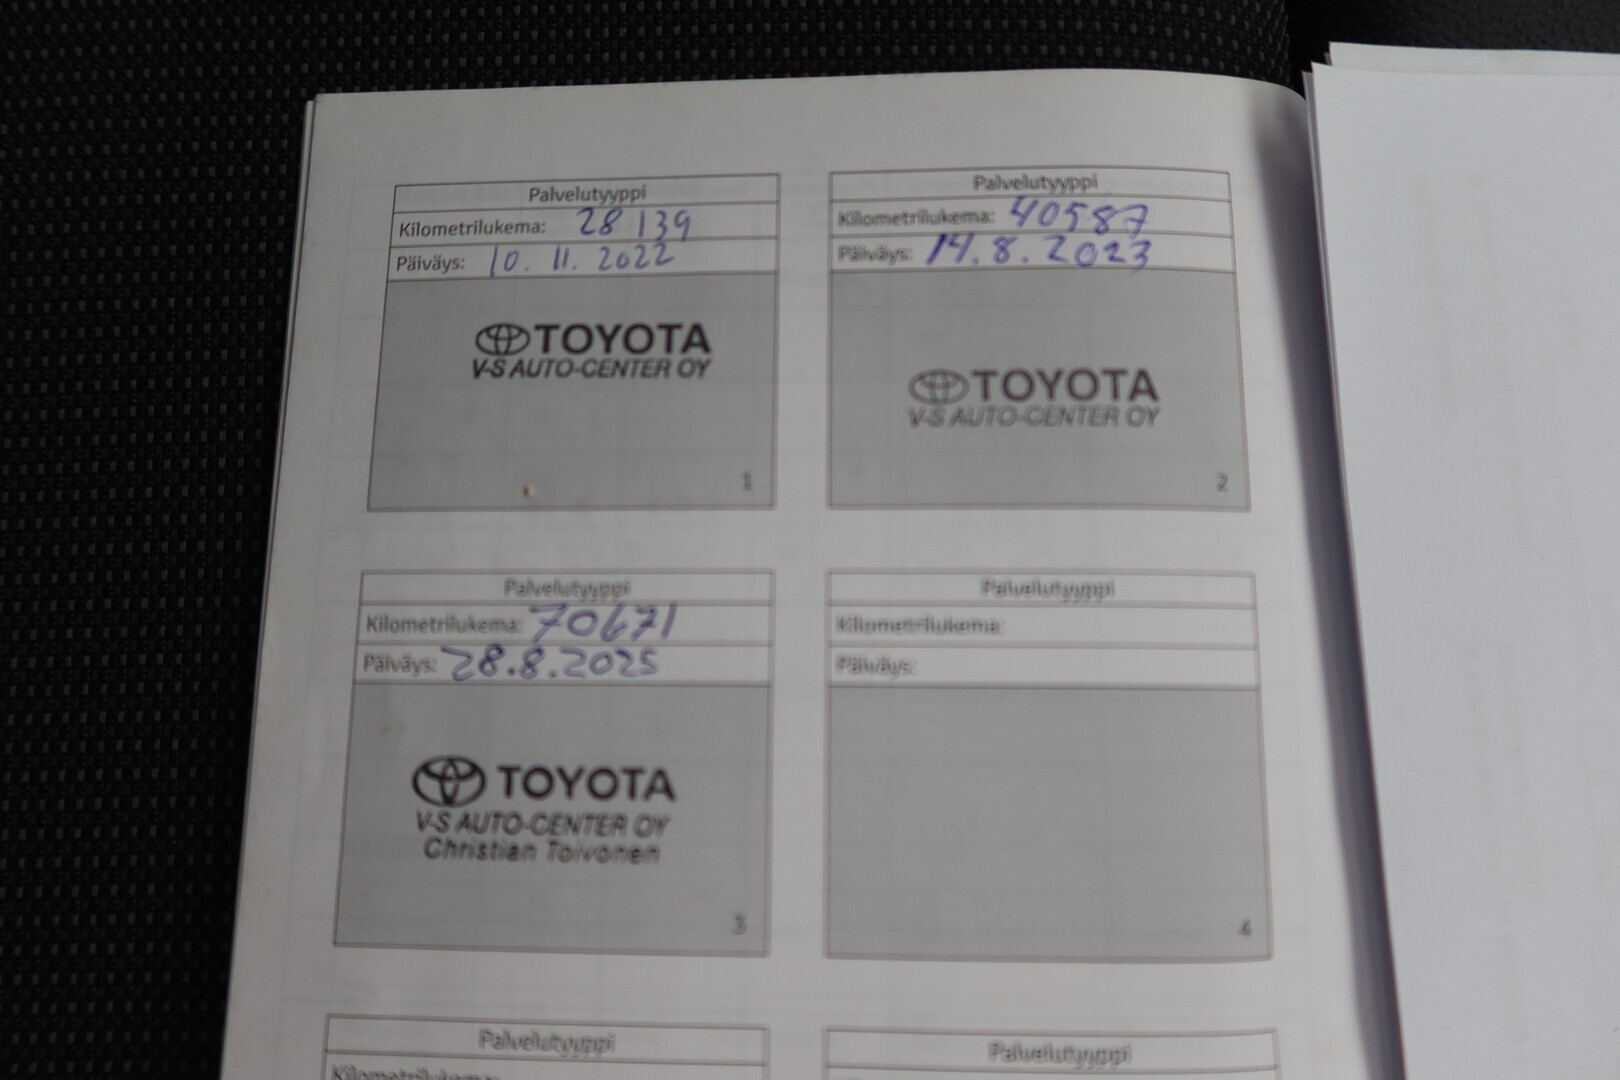 Palvelutyyppi
Kilometrilukema: 28 139
Päiväys: 10. 11. 2022
TOYOTA
V-S AUTO-CENTER OY
1
Palvelutyyppi
Kilometrilukema: 40587
Päiväys: 14.8.2023
TOYOTA
V-S AUTO-CENTER OY
2
Palvelutyyppi
Kilometrilukema: 70671
Päiväys: 28.8.2025
TOYOTA
V-S AUTO-CENTER OY
Christian Toivonen
3
Palvelutyyppi
Kilometrilukema:
Päiväys:
4
Palvelutyyppi
Kilometrilukema:
Palvelutyyppi